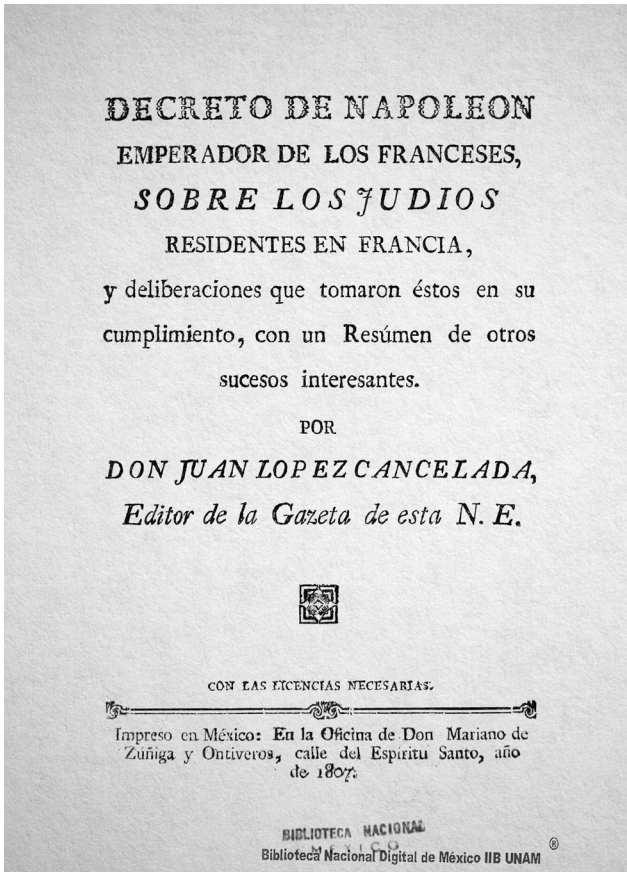 DECRETO DE NAPOLEON
EMPERADOR DE LOS FRANCESES,
SOBRE LOS JUDIOS
RESIDENTES EN FRANCIA,
y deliberaciones que tomaron éstos en su
cumplimiento, con un Resúmen de otros
sucesos interesantes.
POR
DON JUAN LOPEZ CANCELADA,
Editor de la Gazeta de esta N. E.
CON LAS LICENCIAS NECESARIAS.
Impreso en México: En la Oficina de Don Mariano de
Zúñiga y Ontiveros, calle del Espíritu Santo, año
de 1807.
BIBLIOTECA NACIONAL
MEXICO
Biblioteca Nacional Digital de México IIB UNAM ®